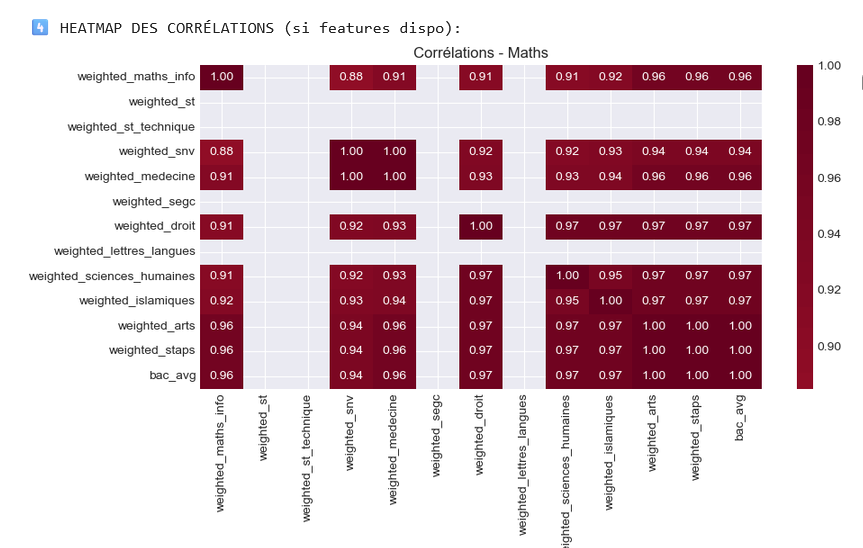 4 HEATMAP DES CORRÉLATIONS (si features dispo):
Corrélations - Maths
weighted_maths_info 1.00 0.88 0.91 0.91 0.91 0.92 0.96 0.96 0.96
weighted_st
weighted_st_technique
weighted_snv 0.88 1.00 1.00 0.92 0.92 0.93 0.94 0.94 0.94
weighted_medecine 0.91 1.00 1.00 0.93 0.93 0.94 0.96 0.96 0.96
weighted_segc
weighted_droit 0.91 0.92 0.93 1.00 0.97 0.97 0.97 0.97 0.97
weighted_lettres_langues
weighted_sciences_humaines 0.91 0.92 0.93 0.97 1.00 0.95 0.97 0.97 0.97
weighted_islamiques 0.92 0.93 0.94 0.97 0.95 1.00 0.97 0.97 0.97
weighted_arts 0.96 0.94 0.96 0.97 0.97 0.97 1.00 1.00 1.00
weighted_staps 0.96 0.94 0.96 0.97 0.97 0.97 1.00 1.00 1.00
bac_avg 0.96 0.94 0.96 0.97 0.97 0.97 1.00 1.00 1.00
weighted_maths_info
weighted_st
weighted_st_technique
weighted_snv
weighted_medecine
weighted_segc
weighted_droit
weighted_lettres_langues
ighted_sciences_humaines
weighted_islamiques
weighted_arts
weighted_staps
bac_avg
1.00
0.98
0.96
0.94
0.92
0.90